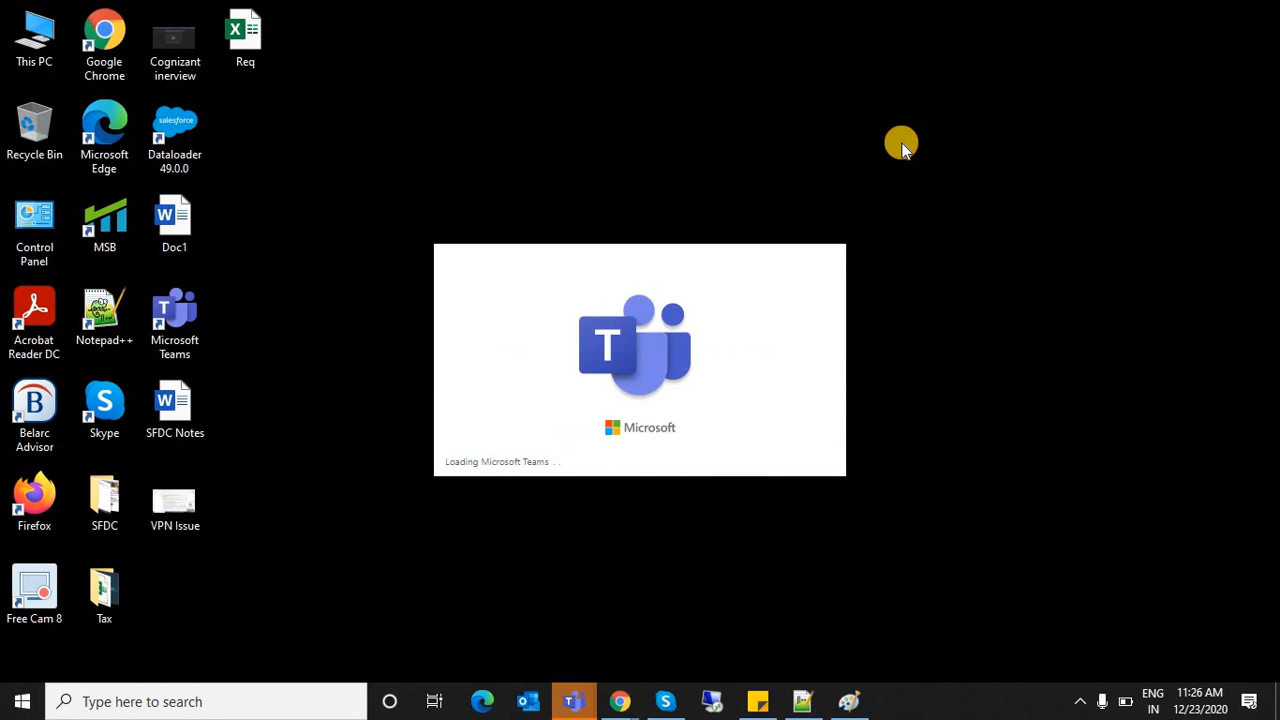 This PC
Google
Chrome
Cognizant
inerview
Req
Recycle Bin
Microsoft
Edge
salesforce
Dataloader
49.0.0
Control
Panel
MSB
Doc1
Acrobat
Reader DC
Notepad++
Microsoft
Teams
Belarc
Advisor
Skype
SFDC Notes
Firefox
SFDC
VPN Issue
Free Cam 8
Tax
T
Microsoft
Loading Microsoft Teams . .
Type here to search
ENG
IN
11:26 AM
12/23/2020